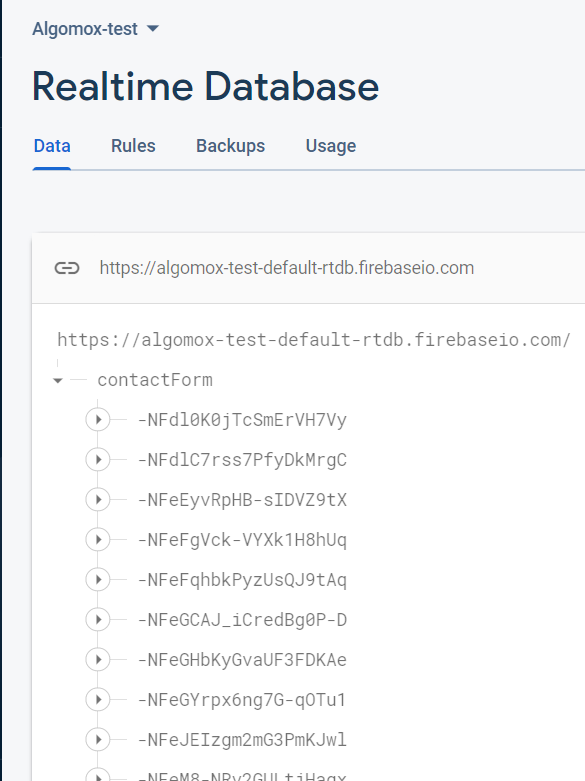 Algomox-test
Realtime Database
Data Rules Backups Usage
https://algomox-test-default-rtdb.firebaseio.com
https://algomox-test-default-rtdb.firebaseio.com/
contactForm
-NFdl0K0jTcSmErVH7Vy
-NFdlC7rss7PfyDkMrgC
-NFeEyvRpHB-sIDVZ9tX
-NFeFgVck-VYXk1H8hUq
-NFeFqhbkPyzUsQJ9tAq
-NFeGCAJ_iCredBg0P-D
-NFeGHbKyGvaUF3FDKAe
-NFeGYrpx6ng7G-qOTu1
-NFeJEIzgm2mG3PmKJwl